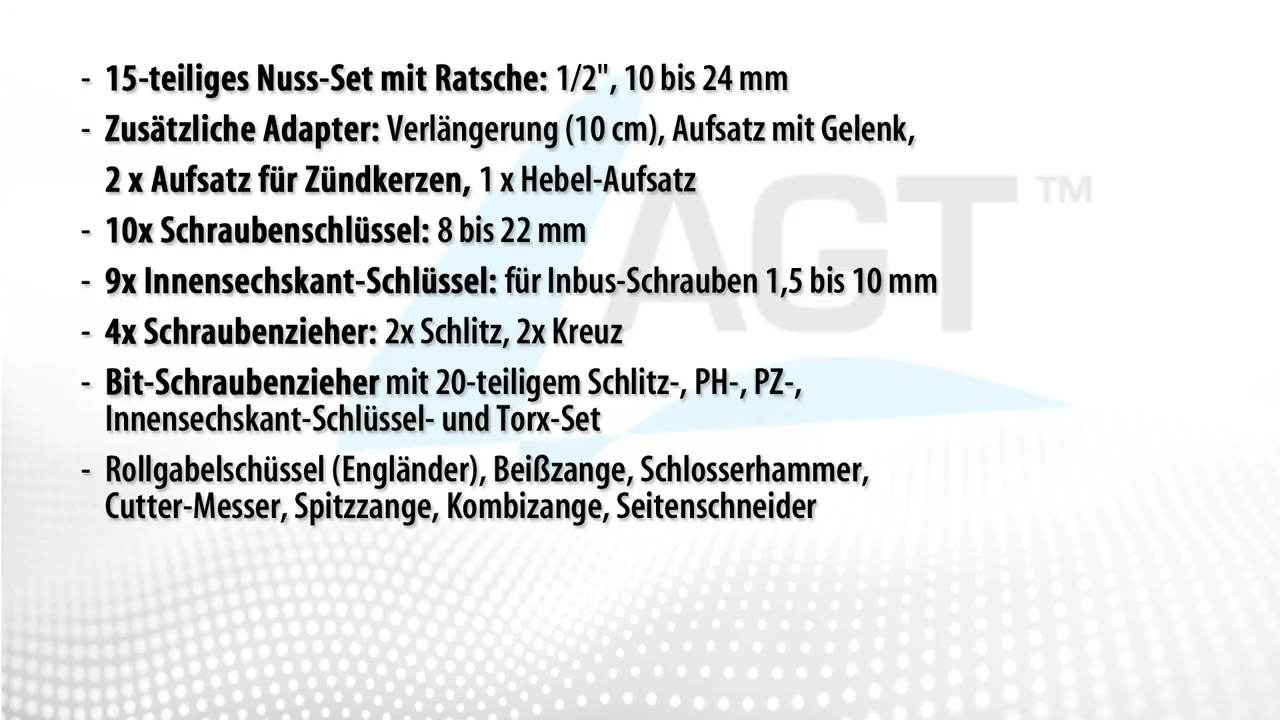 - 15-teiliges Nuss-Set mit Ratsche: 1/2", 10 bis 24 mm
- Zusätzliche Adapter: Verlängerung (10 cm), Aufsatz mit Gelenk,
2 x Aufsatz für Zündkerzen, 1 x Hebel-Aufsatz
AGT™
- 10x Schraubenschlüssel: 8 bis 22 mm
- 9x Innensechskant-Schlüssel: für Inbus-Schrauben 1,5 bis 10 mm
- 4x Schraubenzieher: 2x Schlitz, 2x Kreuz
- Bit-Schraubenzieher mit 20-teiligem Schlitz-, PH-, PZ-,
Innensechskant-Schlüssel- und Torx-Set
- Rollgabelschüssel (Engländer), Beißzange, Schlosserhammer,
Cutter-Messer, Spitzzange, Kombizange, Seitenschneider